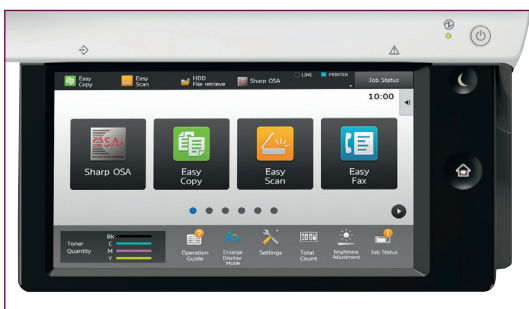 Easy
Copy
Easy
Scan
HDD
File retrieve
Sharp OSA
LINE
PRINTER
Job Status
10:00
OSA
Sharp OSA
Easy
Copy
Easy
Scan
Easy
Fax
Toner
Quantity
Bk
C
M
Y
Operation
Guide
Enlarge
Display
Mode
Settings
Total
Count
Brightness
Adjustment
Job Status